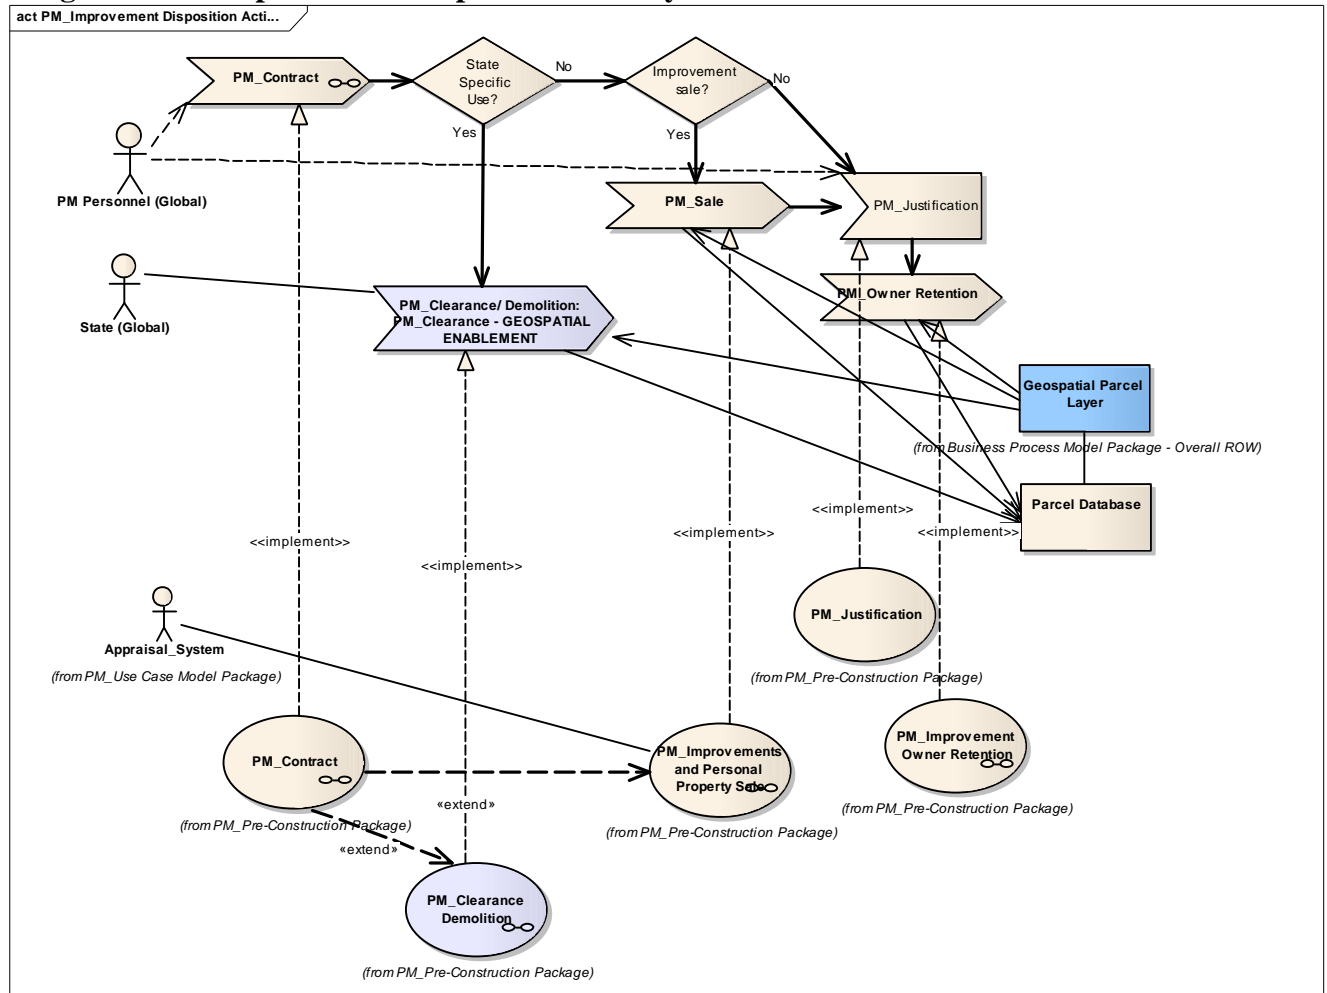 act PM_Improvement Disposition Acti...
PM_Contract
State
Specific
Use?
No
Improvement
sale?
No
Yes
Yes
PM Personnel (Global)
PM_Sale
PM_Justification
State (Global)
PM_Clearance/ Demolition:
PM_Clearance - GEOSPATIAL
ENABLEMENT
PM_Owner Retention
Geospatial Parcel
Layer
(from Business Process Model Package - Overall ROW)
Parcel Database
<<implement>>
<<implement>>
<<implement>>
<<implement>>
<<implement>>
Appraisal_System
(from PM_Use Case Model Package)
PM_Justification
(from PM_Pre-Construction Package)
PM_Contract
(from PM_Pre-Construction Package)
PM_Improvements
and Personal
Property Sale
(from PM_Pre-Construction Package)
PM_Improvement
Owner Retention
(from PM_Pre-Construction Package)
«extend»
«extend»
PM_Clearance
Demolition
(from PM_Pre-Construction Package)